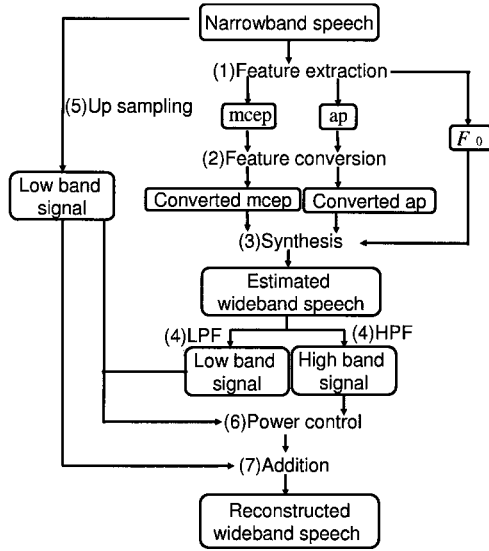 Narrowband speech
(1)Feature extraction
(5)Up sampling
mcep
ap
F 0
(2)Feature conversion
Low band
signal
Converted mcep
Converted ap
(3)Synthesis
Estimated
wideband speech
(4)LPF
(4)HPF
Low band
signal
High band
signal
(6)Power control
(7)Addition
Reconstructed
wideband speech